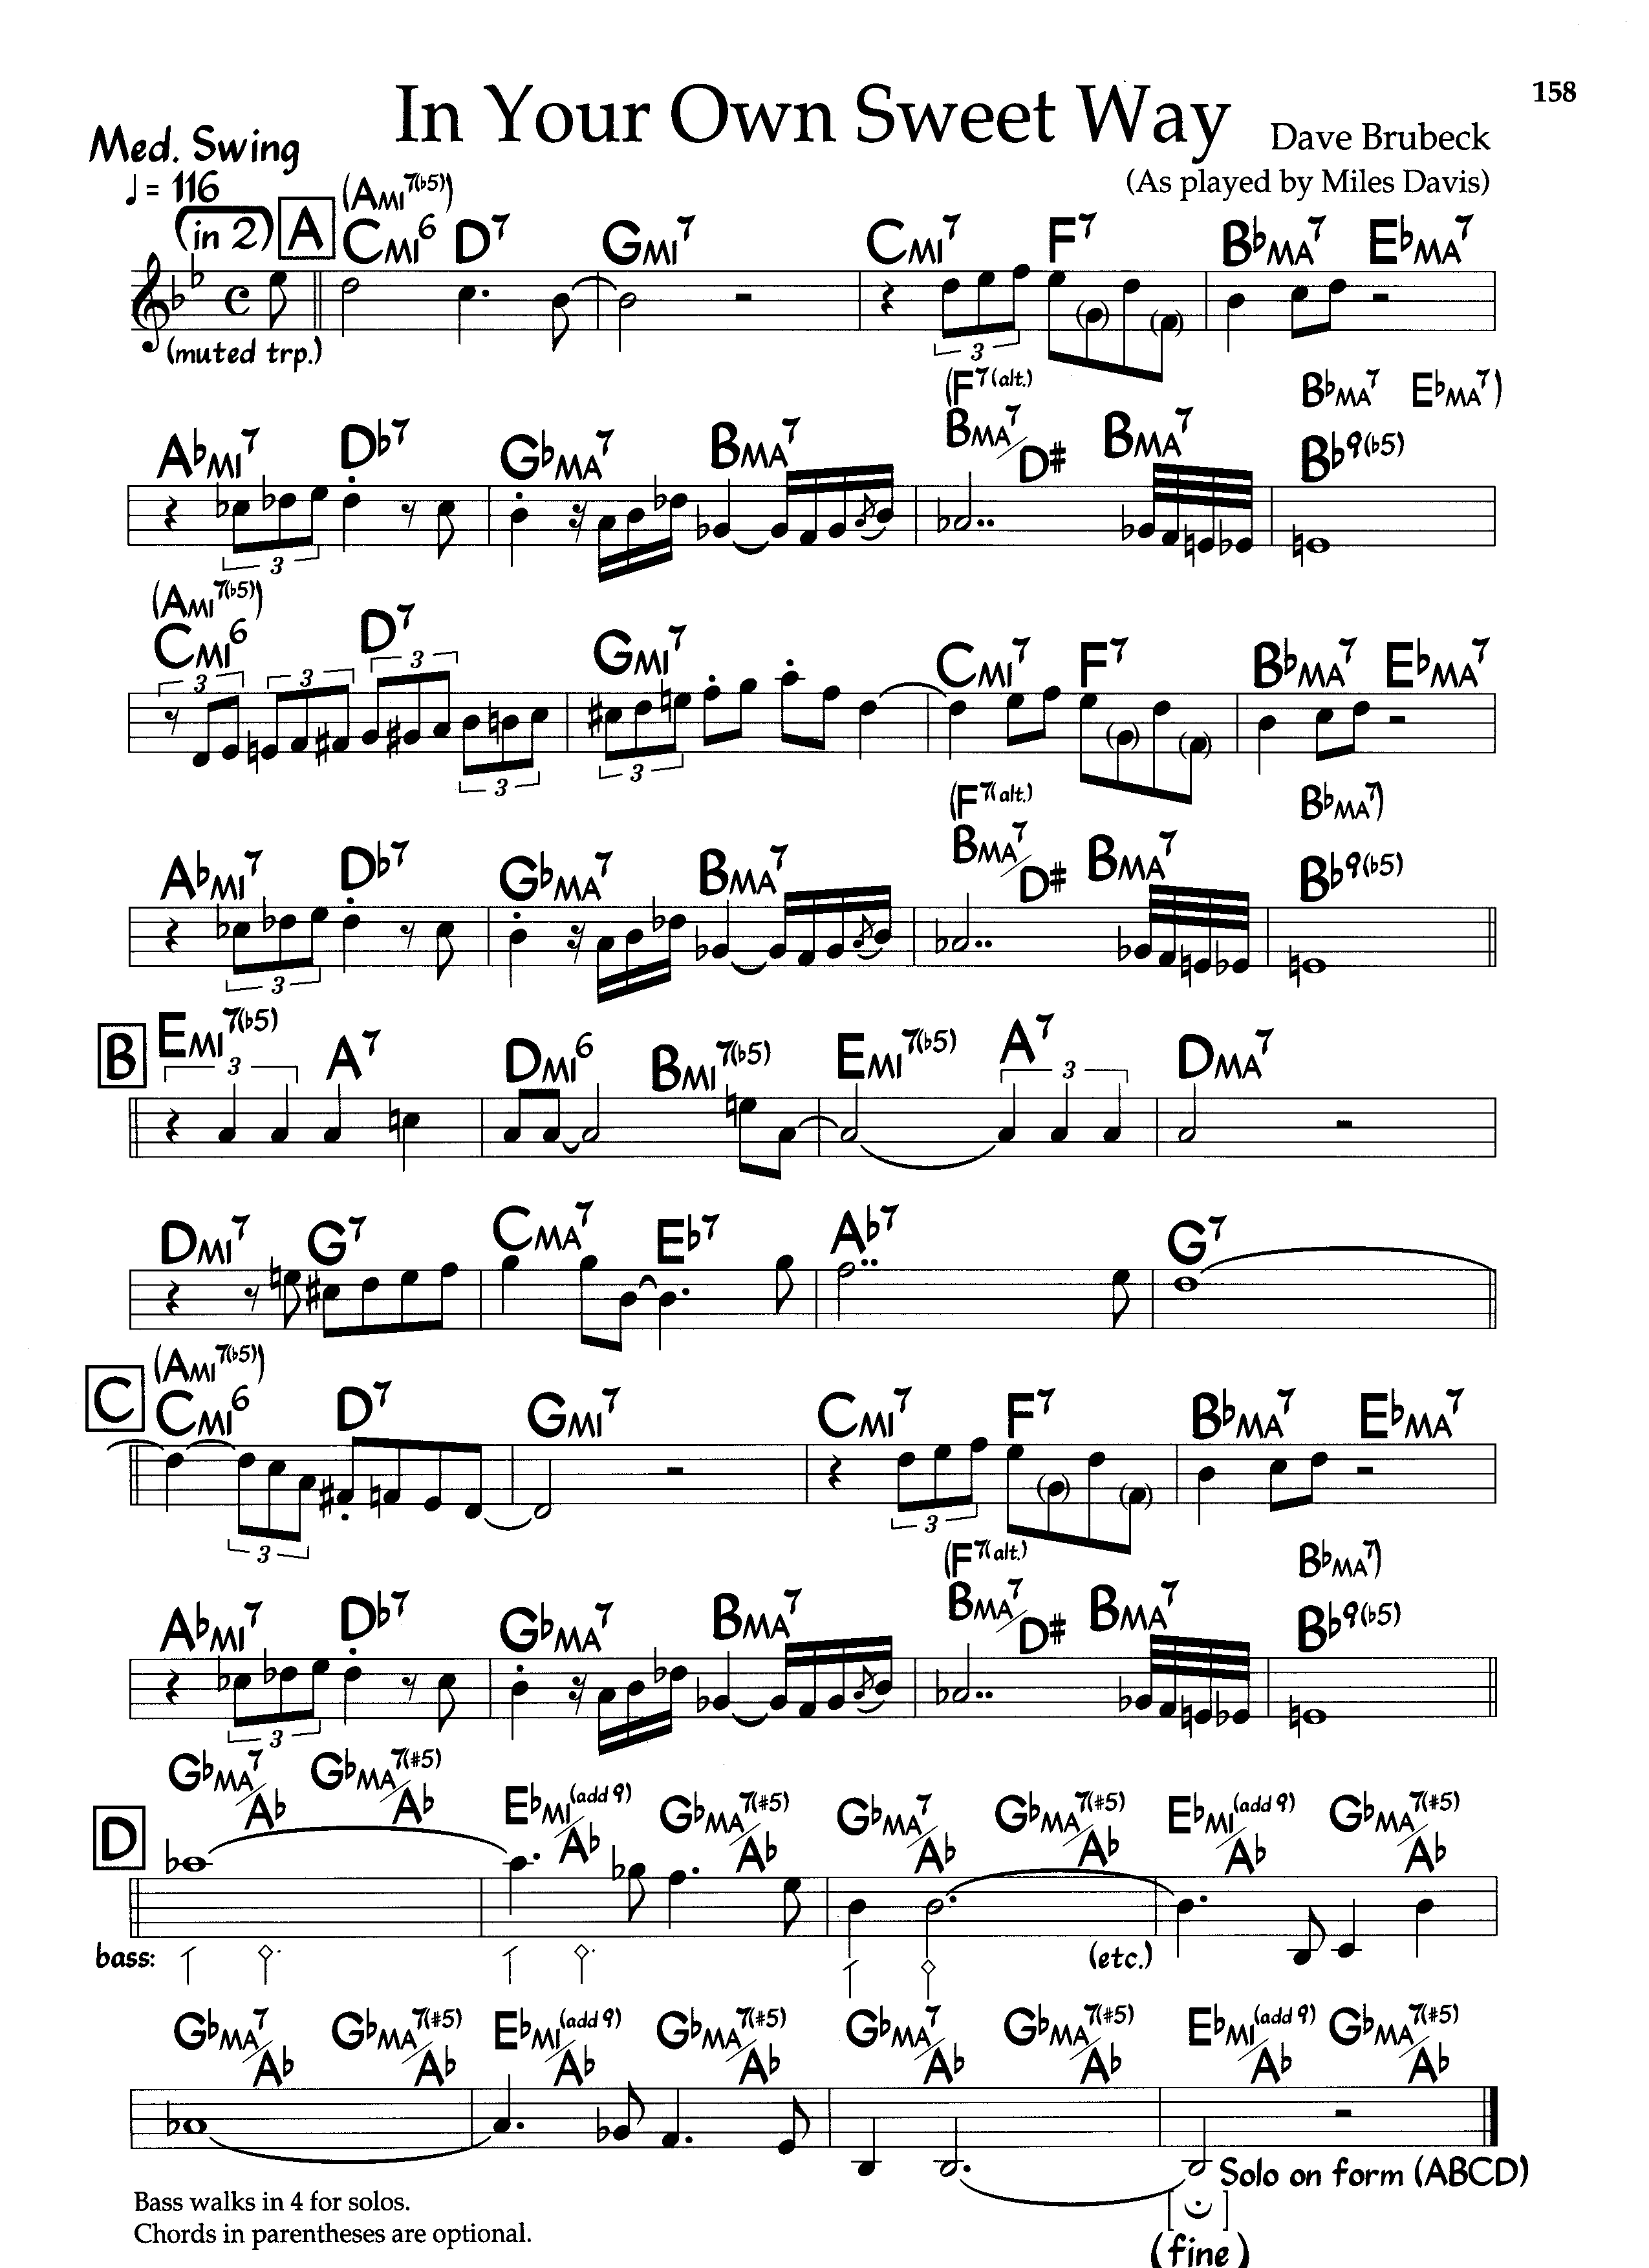 158
In Your Own Sweet Way
Med. Swing
Dave Brubeck
♩= 116
(As played by Miles Davis)
(in 2) A (AMI7(b5))
CMI6 D7 GMI7 CMI7 F7 BbMA7 EbMA7
3
(muted trp.)
(F7(alt.) BbMA7 EbMA7)
AbMI7 Db7 GbMA7 BMA7 BMA7/D# BMA7 Bb9(b5)
3
(AMI7(b5))
CMI6 D7 GMI7 CMI7 F7 BbMA7 EbMA7
3 3 3
3 3
(F7(alt.) BbMA7)
AbMI7 Db7 GbMA7 BMA7 BMA7/D# BMA7 Bb9(b5)
3
B EMI7(b5) A7 DMI6 BMI7(b5) EMI7(b5) A7 DMA7
3 3
DMI7 G7 CMA7 Eb7 Ab7 G7
C (AMI7(b5))
CMI6 D7 GMI7 CMI7 F7 BbMA7 EbMA7
3 3
(F7(alt.) BbMA7)
AbMI7 Db7 GbMA7 BMA7 BMA7/D# BMA7 Bb9(b5)
3
D GbMA7/Ab GbMA7(#5)/Ab EbMI(add 9)/Ab GbMA7(#5)/Ab GbMA7/Ab GbMA7(#5)/Ab EbMI(add 9)/Ab GbMA7(#5)/Ab
bass: (etc.)
GbMA7/Ab GbMA7(#5)/Ab EbMI(add 9)/Ab GbMA7(#5)/Ab GbMA7/Ab GbMA7(#5)/Ab EbMI(add 9)/Ab GbMA7(#5)/Ab
Solo on form (ABCD)
Bass walks in 4 for solos.
Chords in parentheses are optional.
(fine)